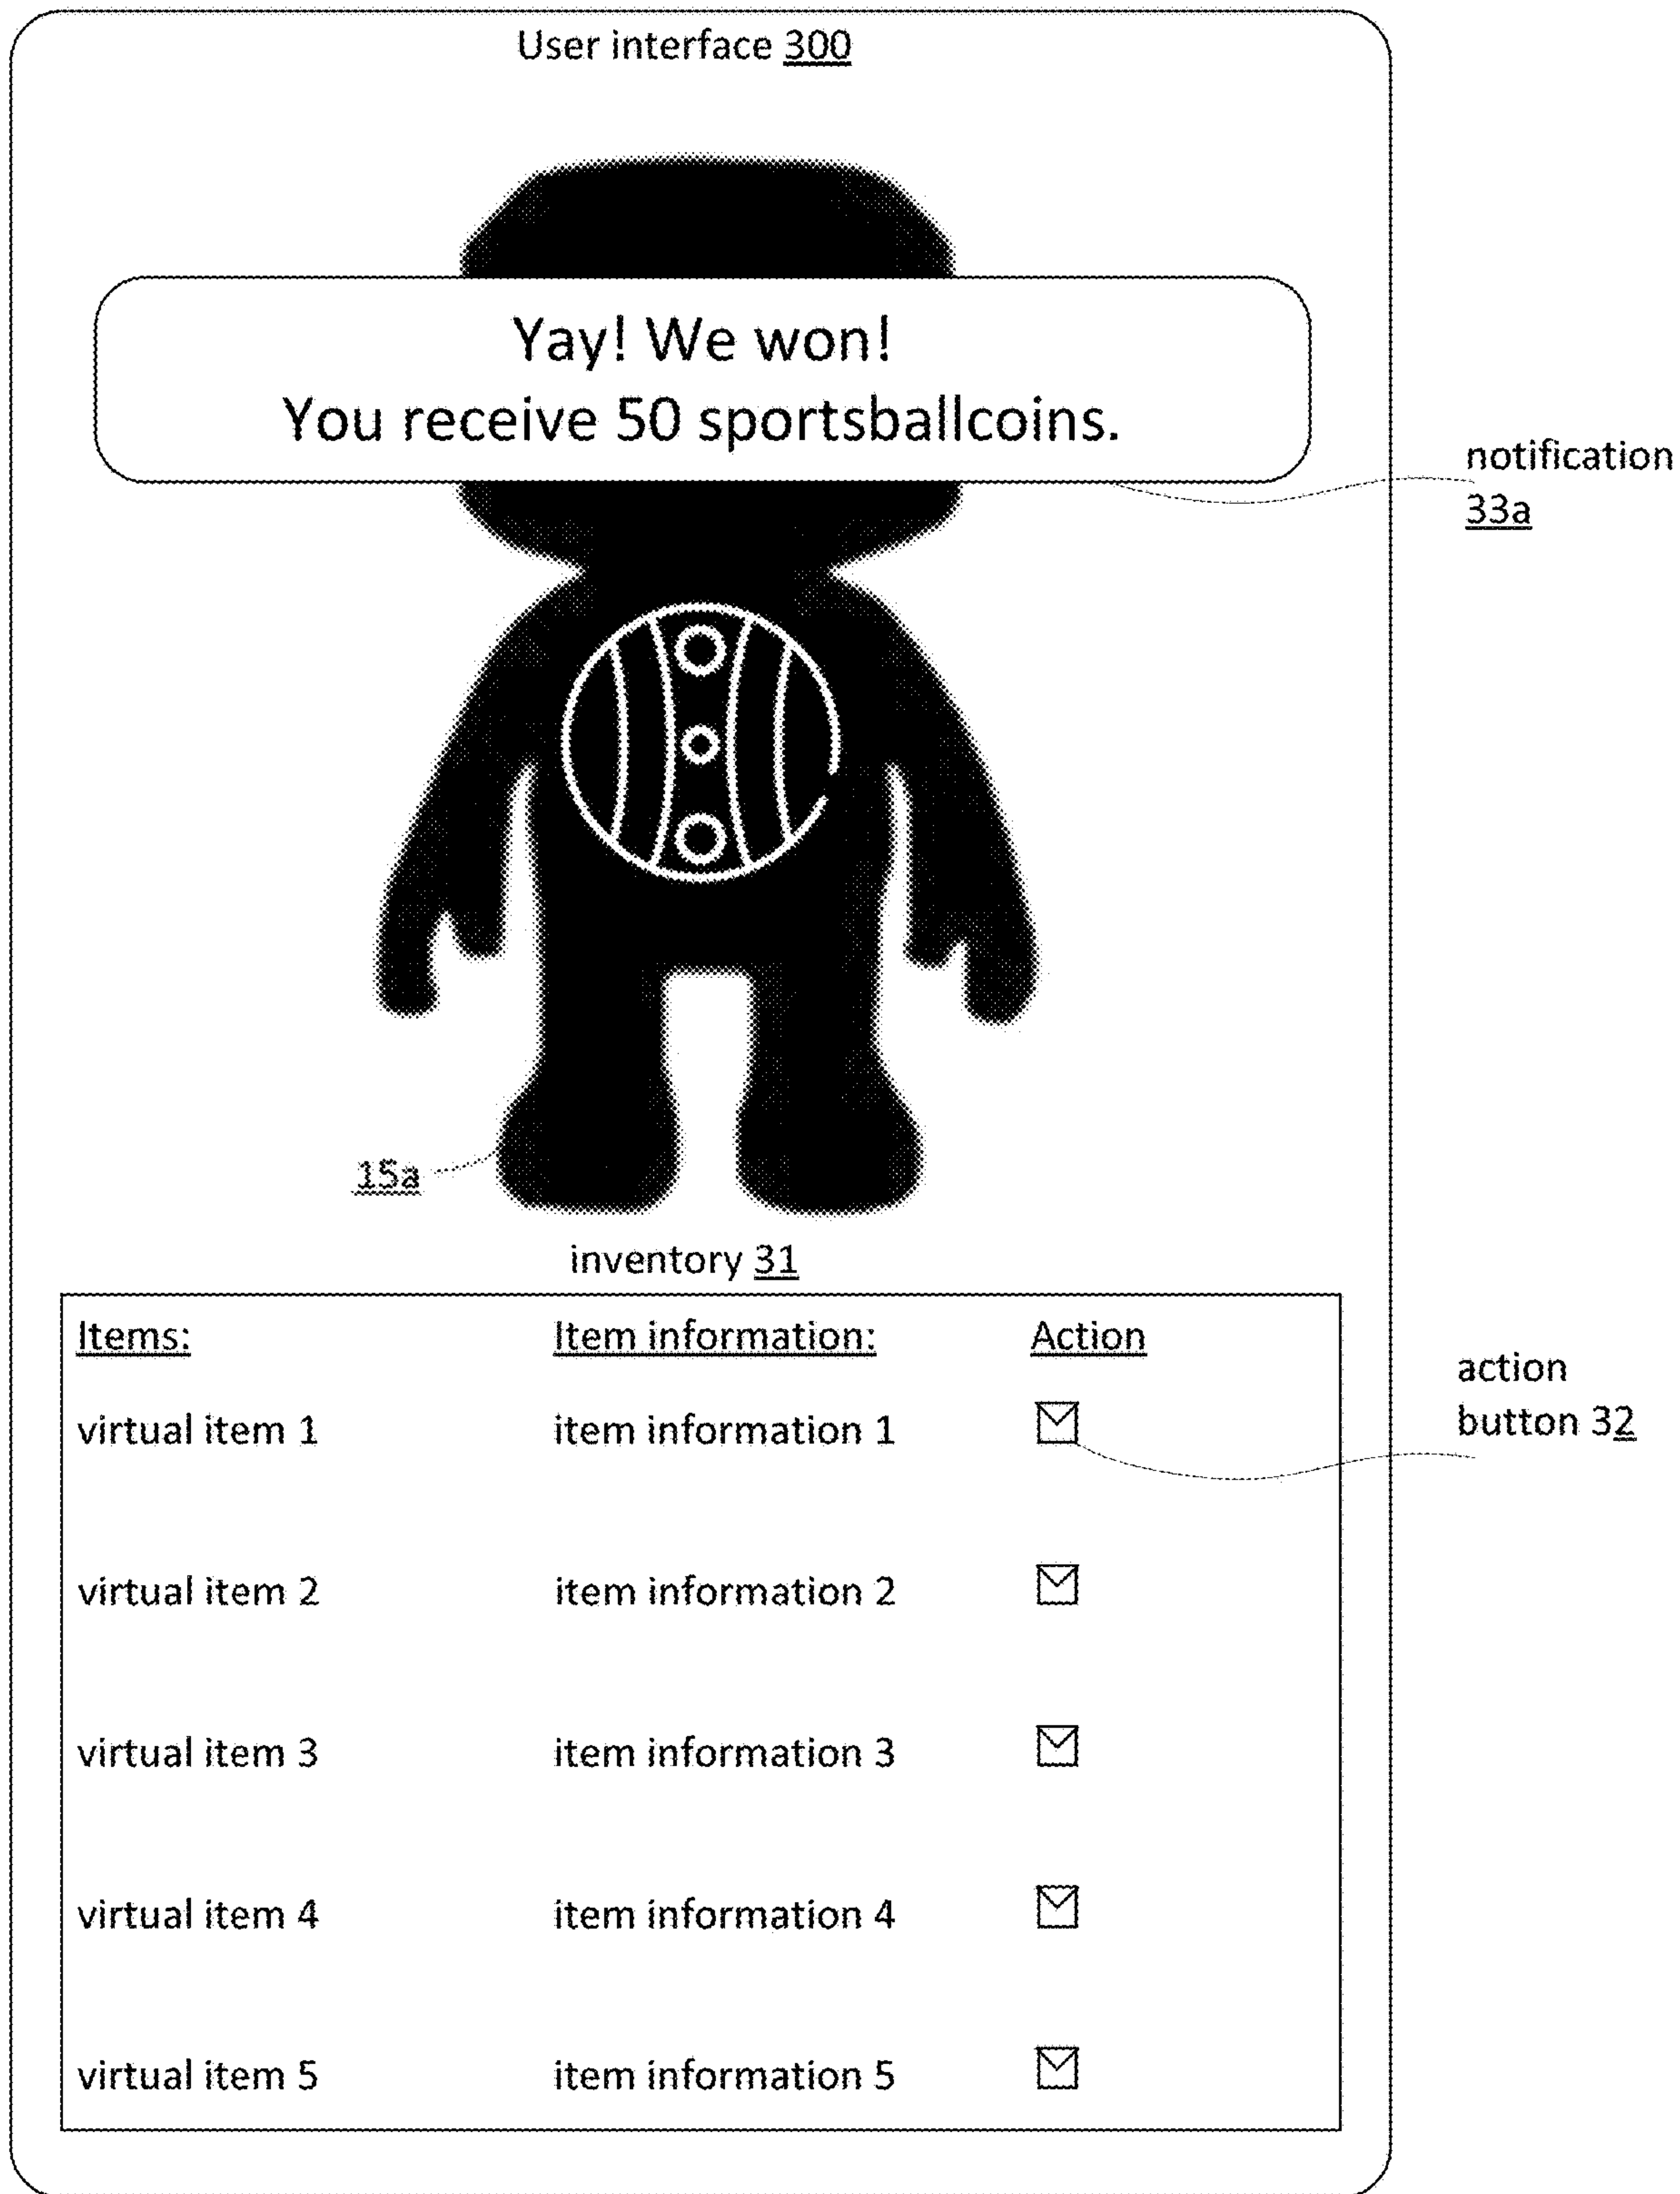 User interface 300
Yay! We won!
You receive 50 sportsballcoins.
notification
33a
15a
inventory 31
Items: Item information: Action
action
button 32
virtual item 1 item information 1
virtual item 2 item information 2
virtual item 3 item information 3
virtual item 4 item information 4
virtual item 5 item information 5